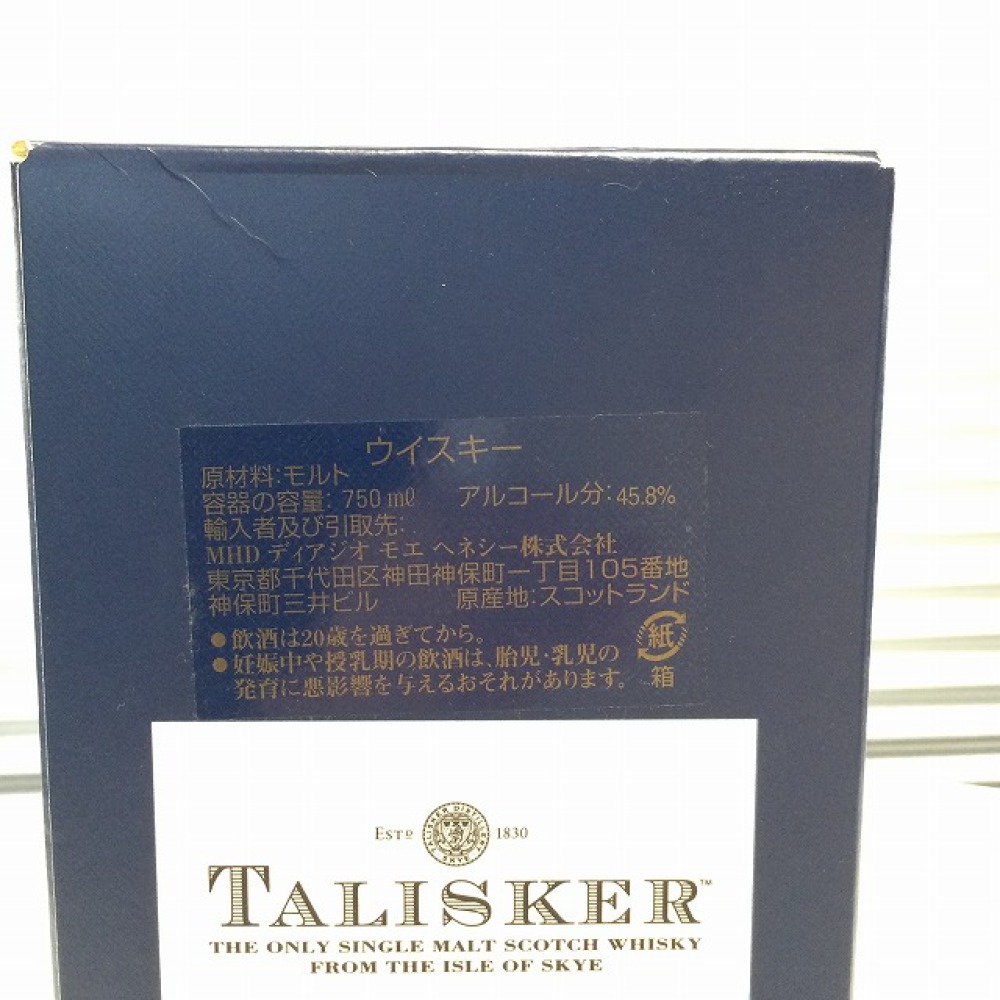 ウイスキー
原材料:モルト
容器の容量: 750 mℓ アルコール分:45.8%
輸入者及び引取先:
MHD ディアジオ モエ ヘネシー株式会社
東京都千代田区神田神保町一丁目105番地
神保町三井ビル 原産地:スコットランド
●飲酒は20歳を過ぎてから。
●妊娠中や授乳期の飲酒は、胎児・乳児の
発育に悪影響を与えるおそれがあります。
紙
箱
ESTD 1830
TALISKER DISTILLERY
SKYE
TALISKER™
THE ONLY SINGLE MALT SCOTCH WHISKY
FROM THE ISLE OF SKYE